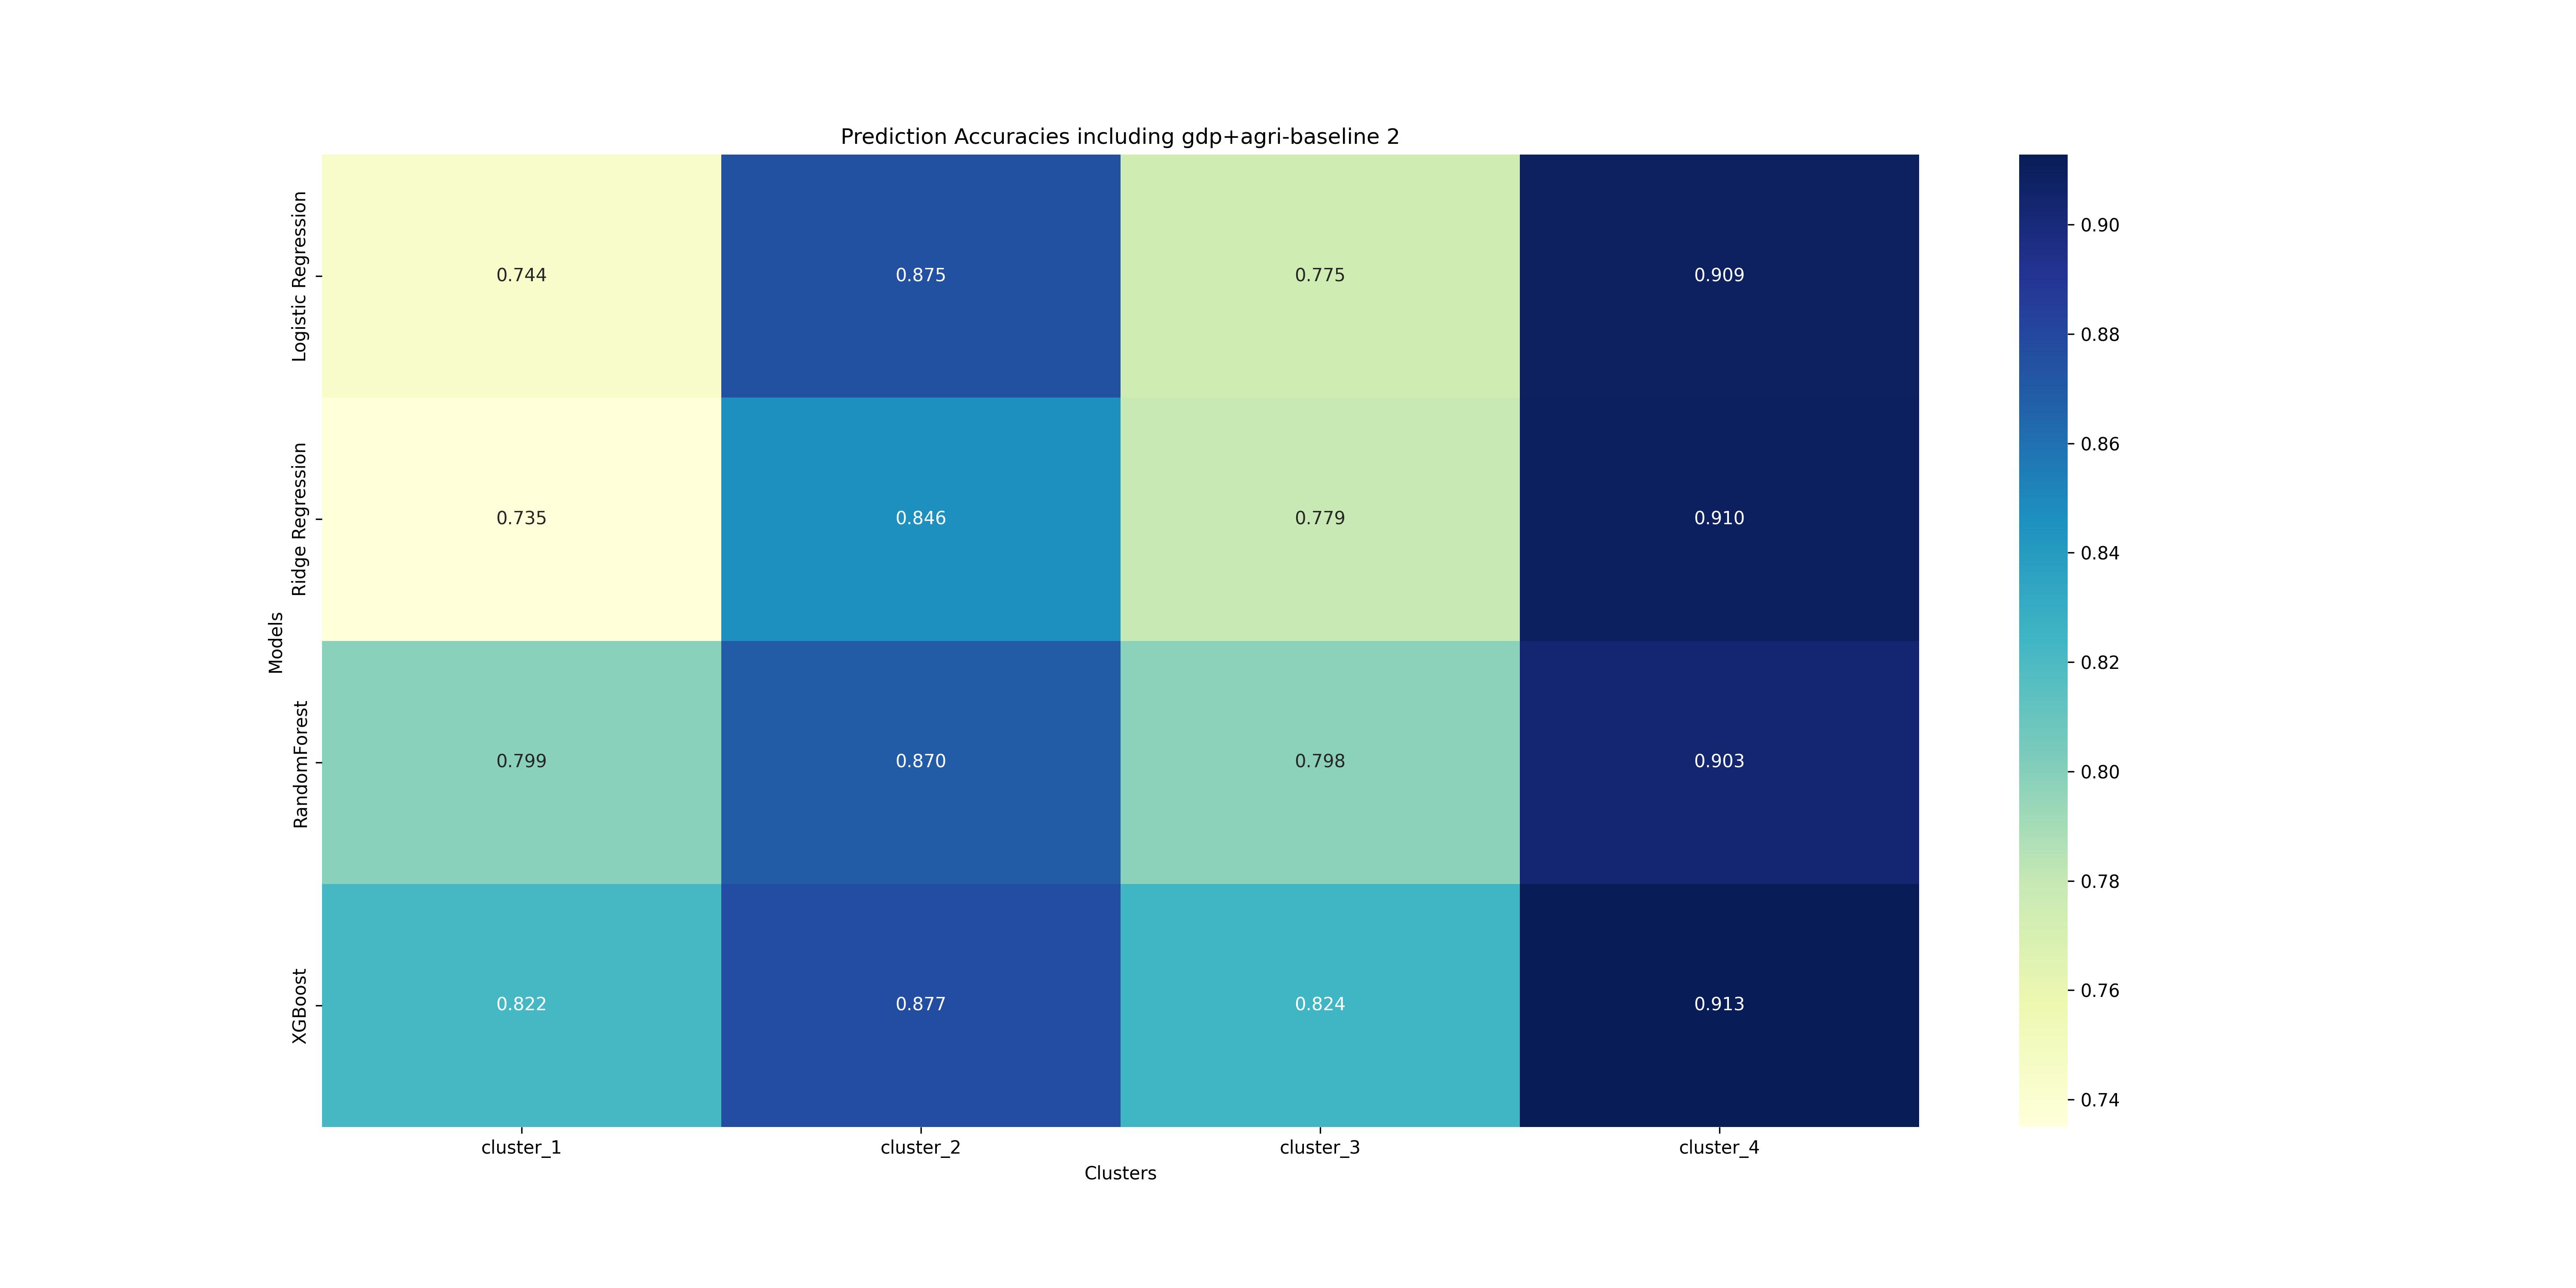 Prediction Accuracies including gdp+agri-baseline 2
Models
Logistic Regression
0.744 0.875 0.775 0.909
Ridge Regression
0.735 0.846 0.779 0.910
RandomForest
0.799 0.870 0.798 0.903
XGBoost
0.822 0.877 0.824 0.913
cluster_1 cluster_2 cluster_3 cluster_4
Clusters
0.90
0.88
0.86
0.84
0.82
0.80
0.78
0.76
0.74